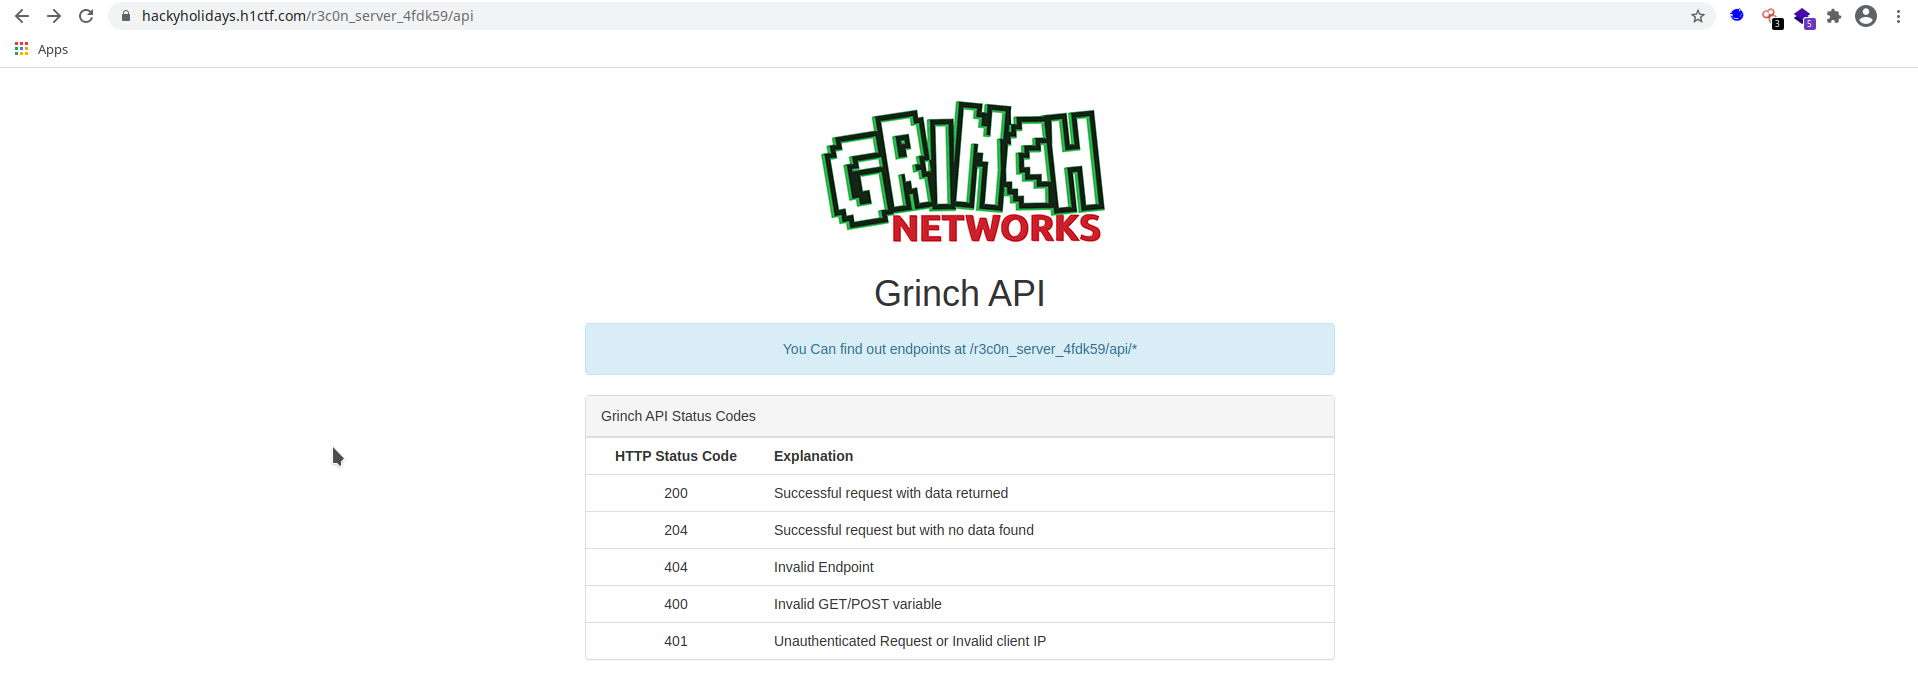 hackyholidays.h1ctf.com/r3c0n_server_4fdk59/api
3
5
Apps
GRINCH
NETWORKS
Grinch API
You Can find out endpoints at /r3c0n_server_4fdk59/api/*
Grinch API Status Codes
HTTP Status Code Explanation
200 Successful request with data returned
204 Successful request but with no data found
404 Invalid Endpoint
400 Invalid GET/POST variable
401 Unauthenticated Request or Invalid client IP